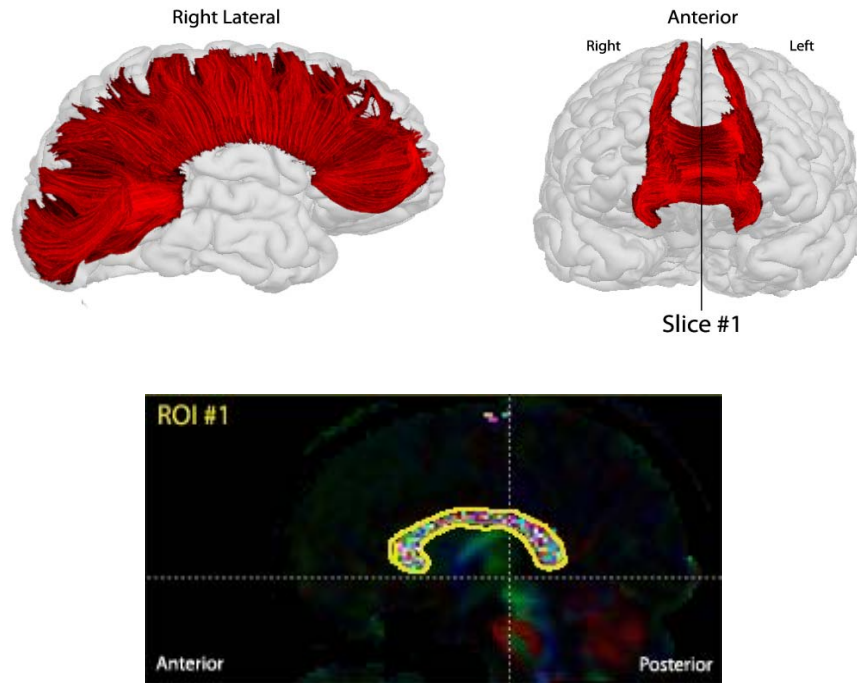 Right Lateral
Anterior
Right
Left
Slice #1
ROI #1
Anterior
Posterior